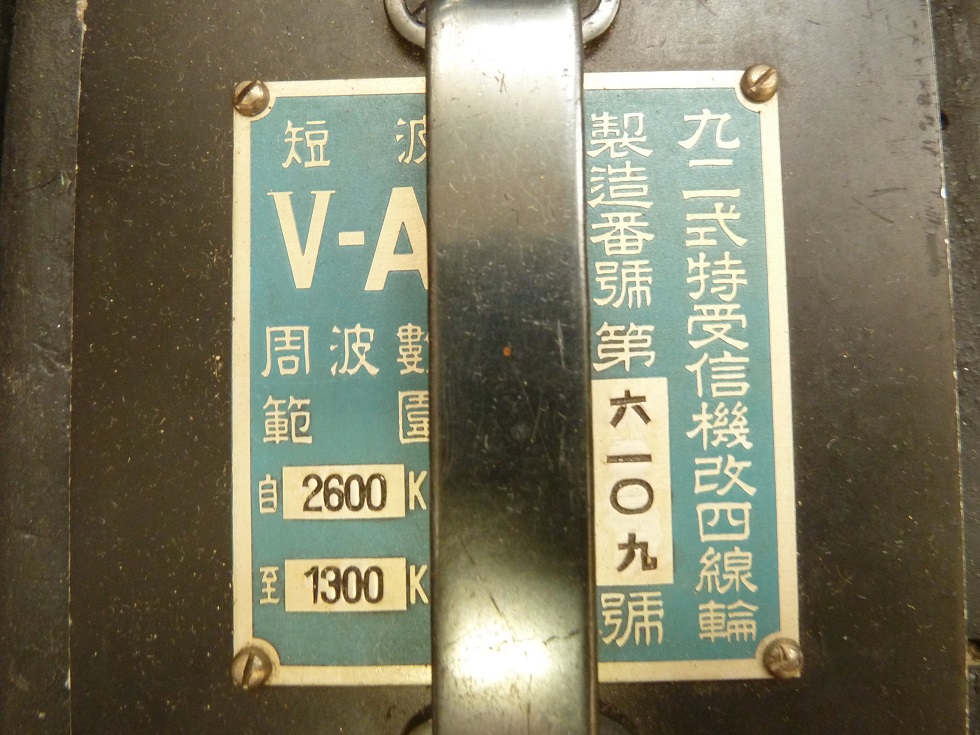 九二式特受信機改四線輪
製造番號第六一〇九號
短波
V-A
周波數
範圍
自 2600 K
至 1300 K